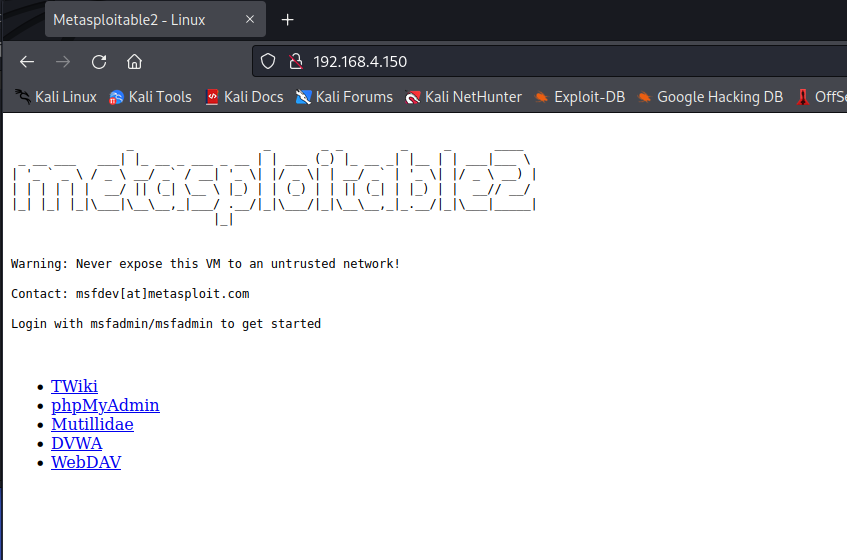 Metasploitable2 - Linux
192.168.4.150
Kali Linux Kali Tools Kali Docs Kali Forums Kali NetHunter Exploit-DB Google Hacking DB OffS
metasploitable2
Warning: Never expose this VM to an untrusted network!
Contact: msfdev[at]metasploit.com
Login with msfadmin/msfadmin to get started
TWiki
phpMyAdmin
Mutillidae
DVWA
WebDAV